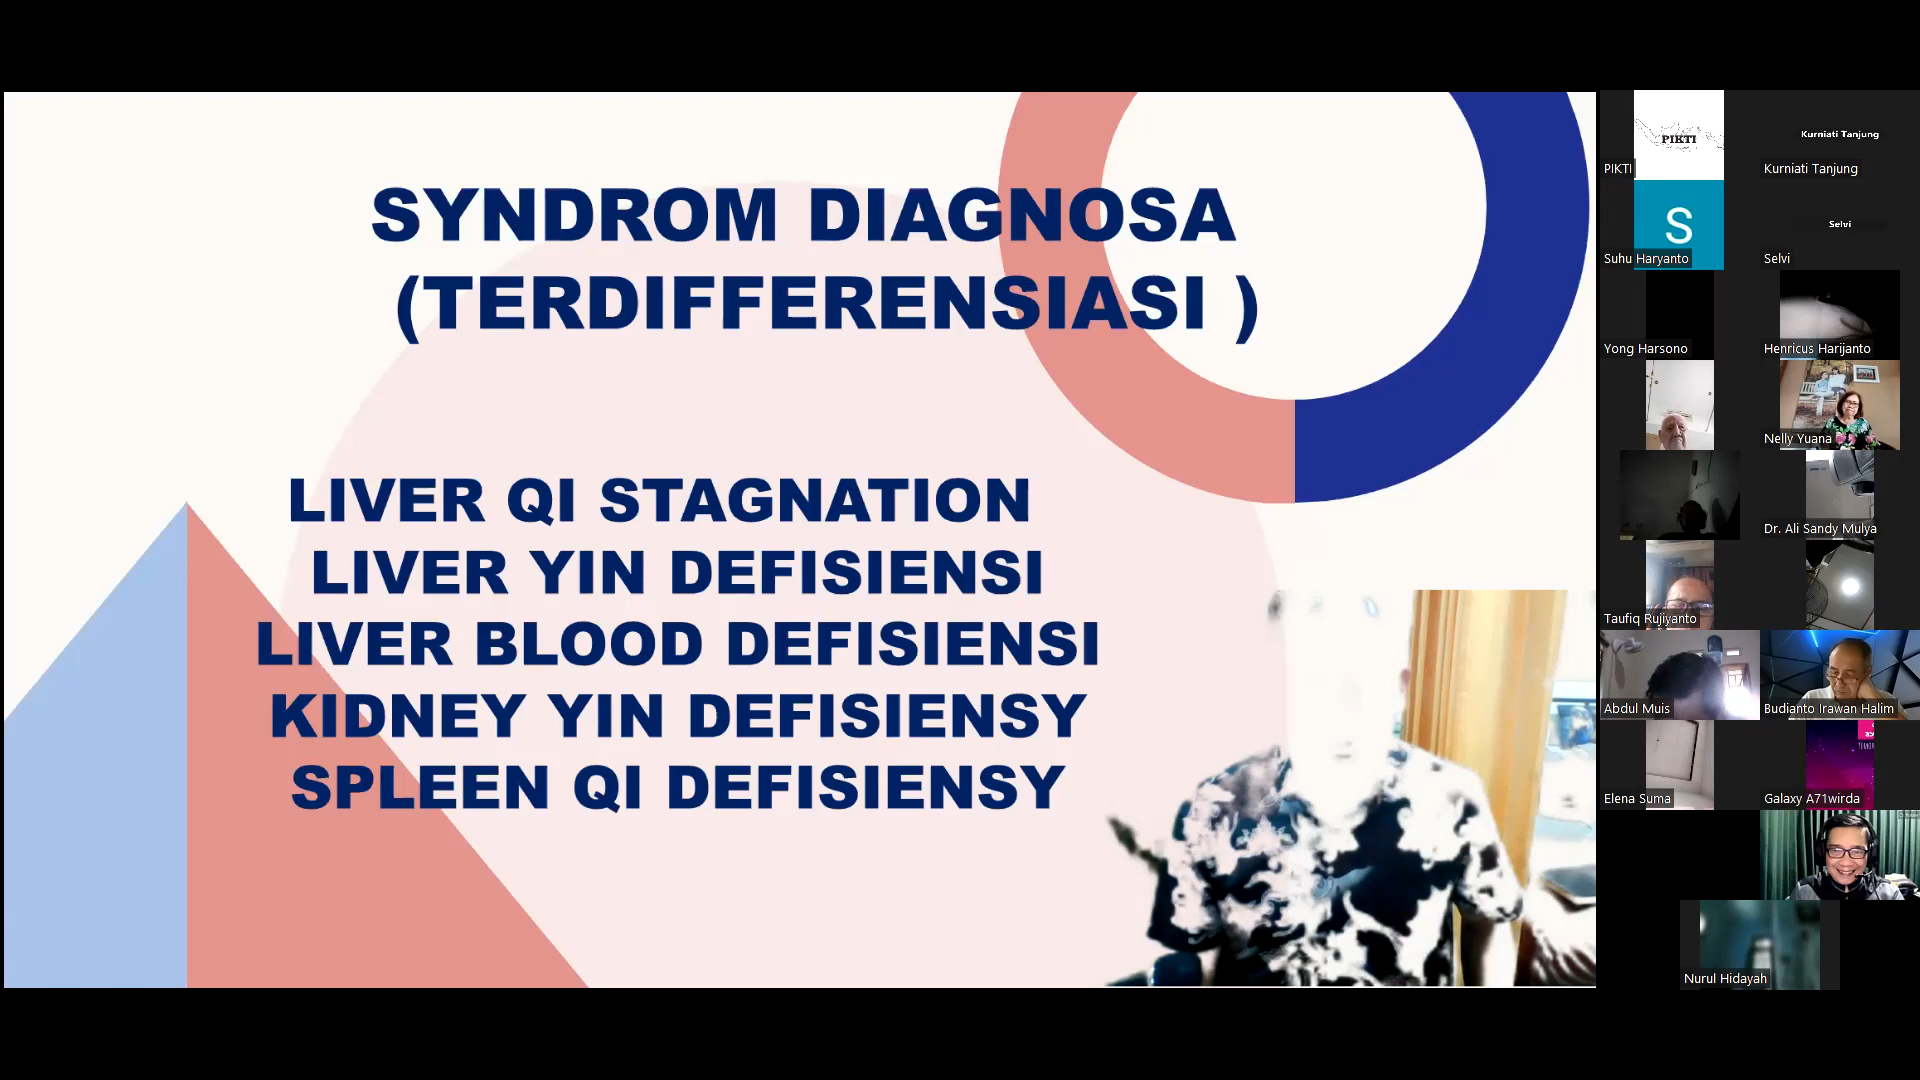 SYNDROM DIAGNOSA
(TERDIFFERENSIASI )
LIVER QI STAGNATION
LIVER YIN DEFISIENSI
LIVER BLOOD DEFISIENSI
KIDNEY YIN DEFISIENSY
SPLEEN QI DEFISIENSY
PIKTI
PIKTI
Kurniati Tanjung
Kurniati Tanjung
S
Suhu Haryanto
Selvi
Selvi
Yong Harsono
Henricus Harijanto
Nelly Yuana
Dr. Ali Sandy Mulya
Taufiq Rujiyanto
Abdul Muis
Budianto Irawan Halim
Elena Suma
Galaxy A71wirda
Nurul Hidayah